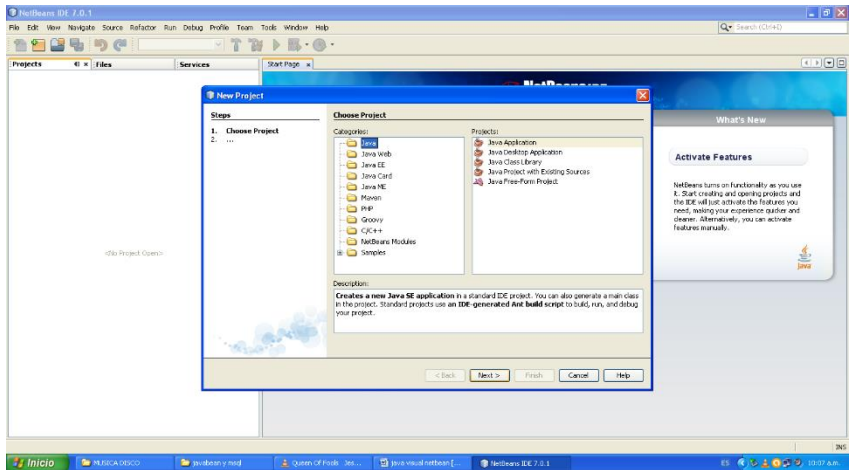 NetBeans IDE 7.0.1
File Edit View Navigate Source Refactor Run Debug Profile Team Tools Window Help
Search (Ctrl+I)
Projects Files Services Start Page
New Project
What's New
Steps
1. Choose Project
2. ...
Choose Project
Categories:
Java
Java Web
Java EE
Java Card
Java ME
Maven
PHP
Groovy
C/C++
NetBeans Modules
Samples
Projects:
Java Application
Java Desktop Application
Java Class Library
Java Project with Existing Sources
Java Free-Form Project
Activate Features
NetBeans turns on functionality as you use
it. Start creating and opening projects and
the IDE will just activate the features you
need, making your experience quicker and
cleaner. Alternatively, you can activate
features manually.
Java
<No Project Open>
Description:
Creates a new Java SE application in a standard IDE project. You can also generate a main class
in the project. Standard projects use an IDE-generated Ant build script to build, run, and debug
your project.
< Back Next > Finish Cancel Help
INS
Inicio MUSICA DISCO javabean y msql Queen Of Fools Jes... java visual netbean [... NetBeans IDE 7.0.1 ES 10:07 a.m.